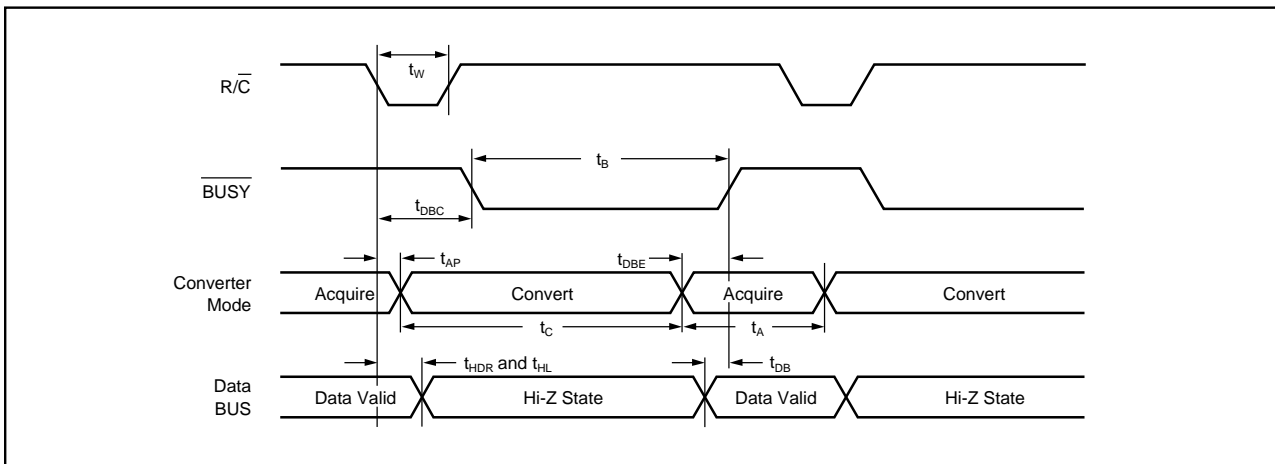 t_W
R/C̅
t_B
B̅U̅S̅Y̅
t_DBC
t_AP
t_DBE
Converter
Mode
Acquire
Convert
Acquire
Convert
t_C
t_A
t_HDR and t_HL
t_DB
Data
BUS
Data Valid
Hi-Z State
Data Valid
Hi-Z State